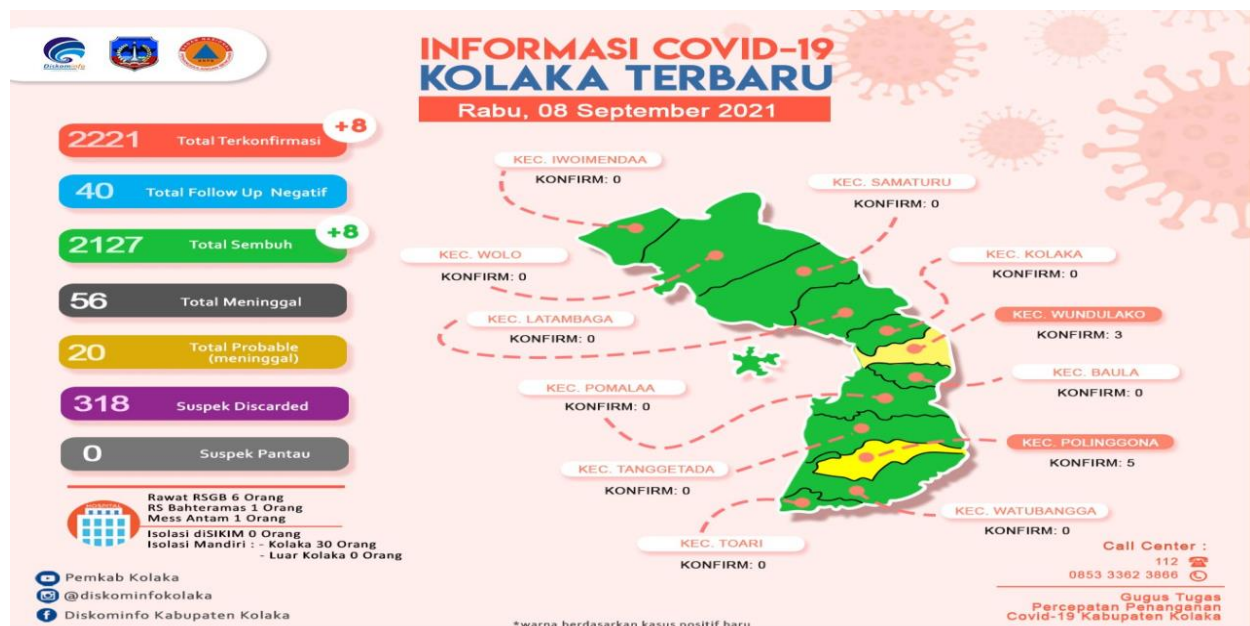 Diskominfo
INFORMASI COVID-19
KOLAKA TERBARU
Rabu, 08 September 2021
2221 Total Terkonfirmasi +8
40 Total Follow Up Negatif
2127 Total Sembuh +8
56 Total Meninggal
20 Total Probable
(meninggal)
318 Suspek Discarded
0 Suspek Pantau
HOSPITAL
Rawat RSGB 6 Orang
RS Bahteramas 1 Orang
Mess Antam 1 Orang
Isolasi diSIKIM 0 Orang
Isolasi Mandiri : - Kolaka 30 Orang
- Luar Kolaka 0 Orang
Pemkab Kolaka
@diskominfokolaka
Diskominfo Kabupaten Kolaka
KEC. IWOIMENDAA
KONFIRM: 0
KEC. SAMATURU
KONFIRM: 0
KEC. WOLO
KONFIRM: 0
KEC. KOLAKA
KONFIRM: 0
KEC. LATAMBAGA
KONFIRM: 0
KEC. WUNDULAKO
KONFIRM: 3
KEC. POMALAA
KONFIRM: 0
KEC. BAULA
KONFIRM: 0
KEC. TANGGETADA
KONFIRM: 0
KEC. POLINGGONA
KONFIRM: 5
KEC. TOARI
KONFIRM: 0
KEC. WATUBANGGA
KONFIRM: 0
*warna berdasarkan kasus positif baru
Call Center :
112
0853 3362 3866
Gugus Tugas
Percepatan Penanganan
Covid-19 Kabupaten Kolaka